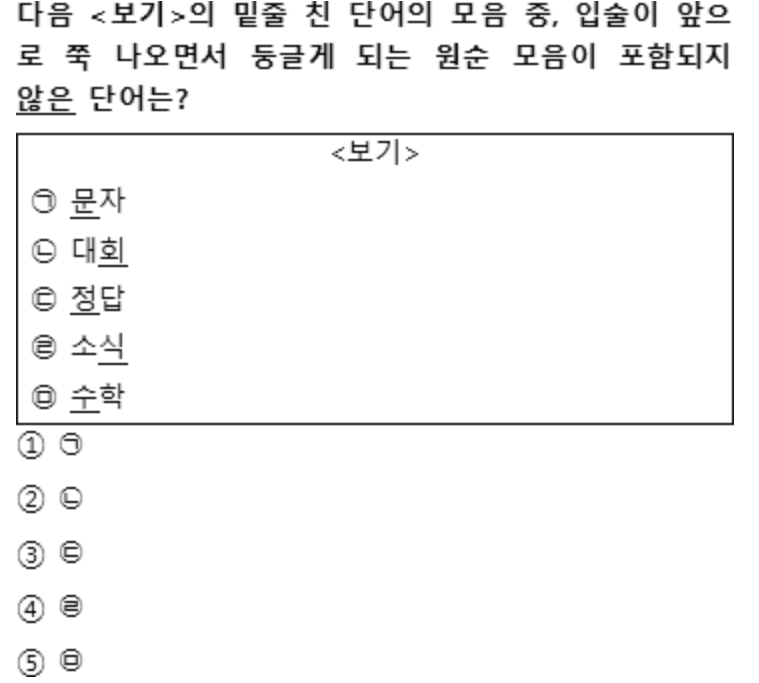 다음 <보기>의 밑줄 친 단어의 모음 중, 입술이 앞으
로 쭉 나오면서 둥글게 되는 원순 모음이 포함되지
않은 단어는?
<보기>
㉠ 문자
㉡ 대회
㉢ 정답
㉣ 소식
㉤ 수학
① ㉠
② ㉡
③ ㉢
④ ㉣
⑤ ㉤